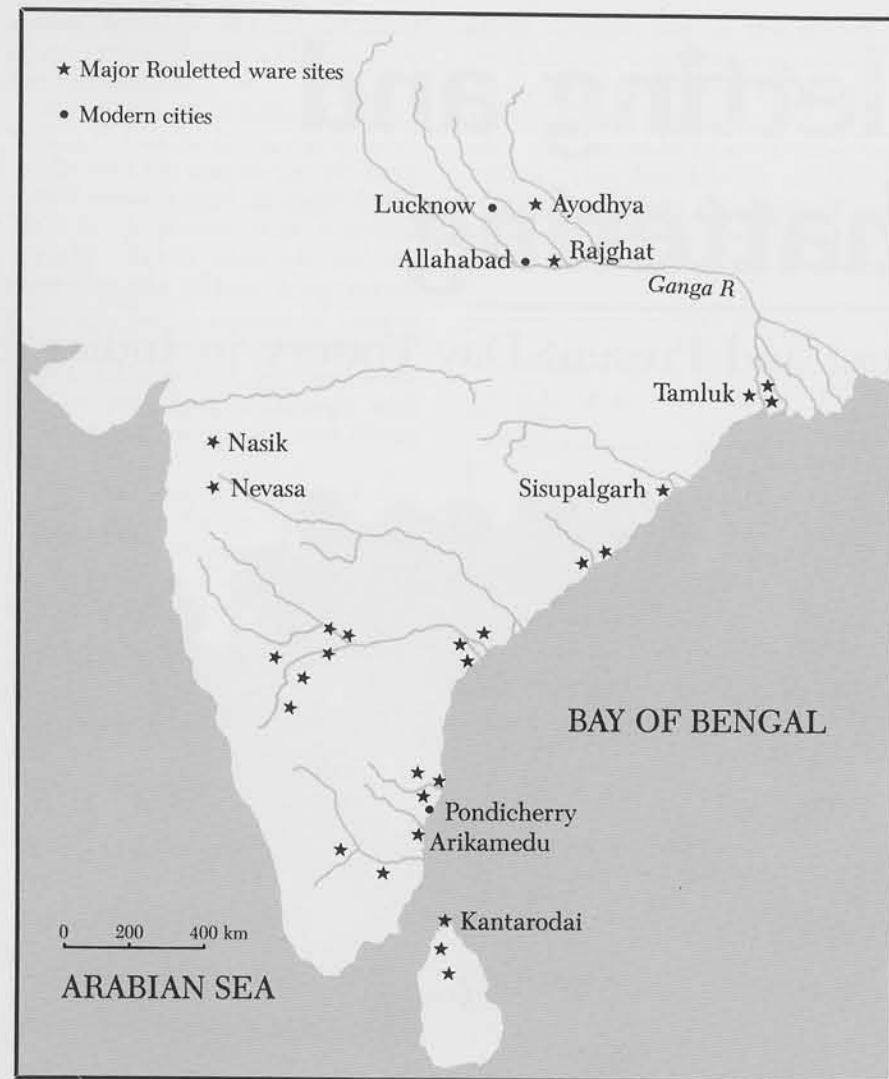 ★ Major Rouletted ware sites
• Modern cities
Lucknow
Ayodhya
Allahabad
Rajghat
Ganga R
Tamluk
Nasik
Nevasa
Sisupalgarh
BAY OF BENGAL
Pondicherry
Arikamedu
0 200 400 km
Kantarodai
ARABIAN SEA